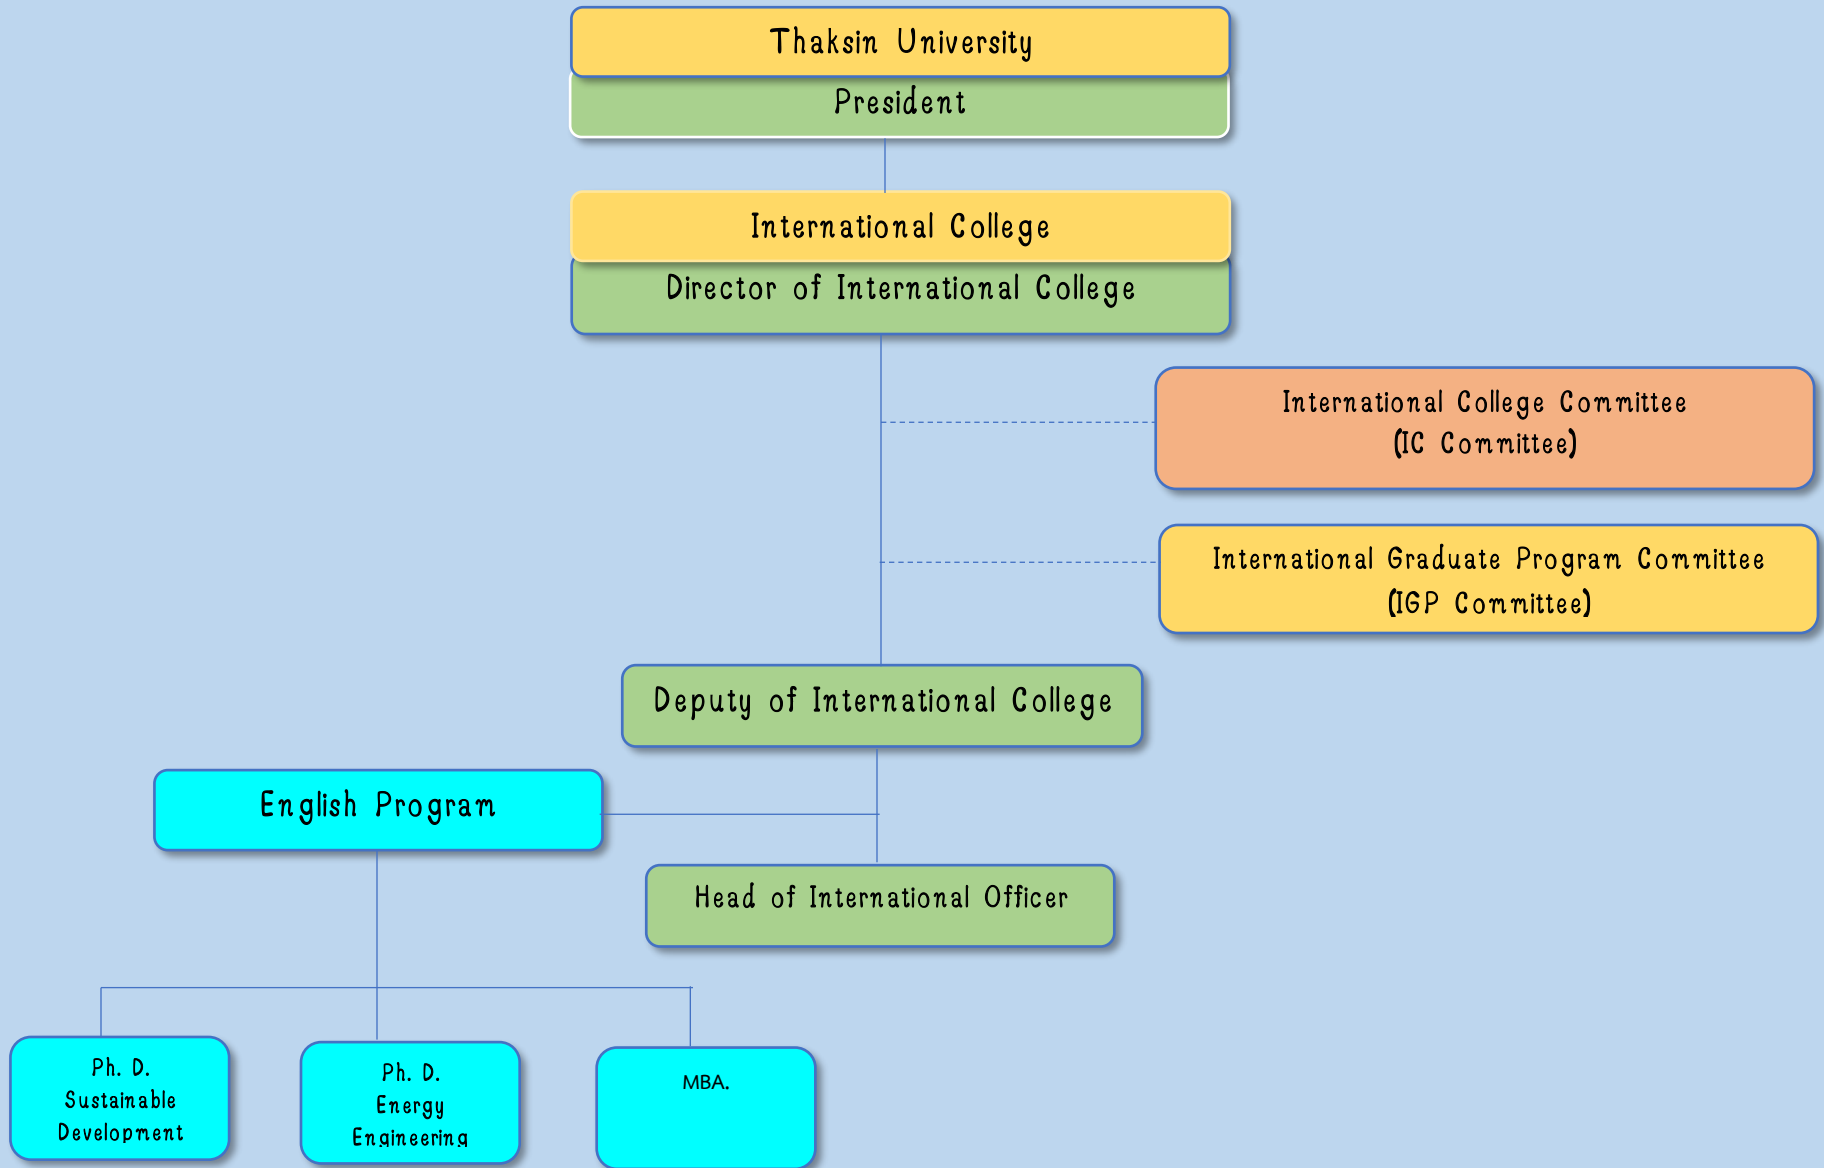 Thaksin University
President
International College
Director of International College
International College Committee
(IC Committee)
International Graduate Program Committee
(IGP Committee)
Deputy of International College
English Program
Head of International Officer
Ph. D.
Sustainable
Development
Ph. D.
Energy
Engineering
MBA.